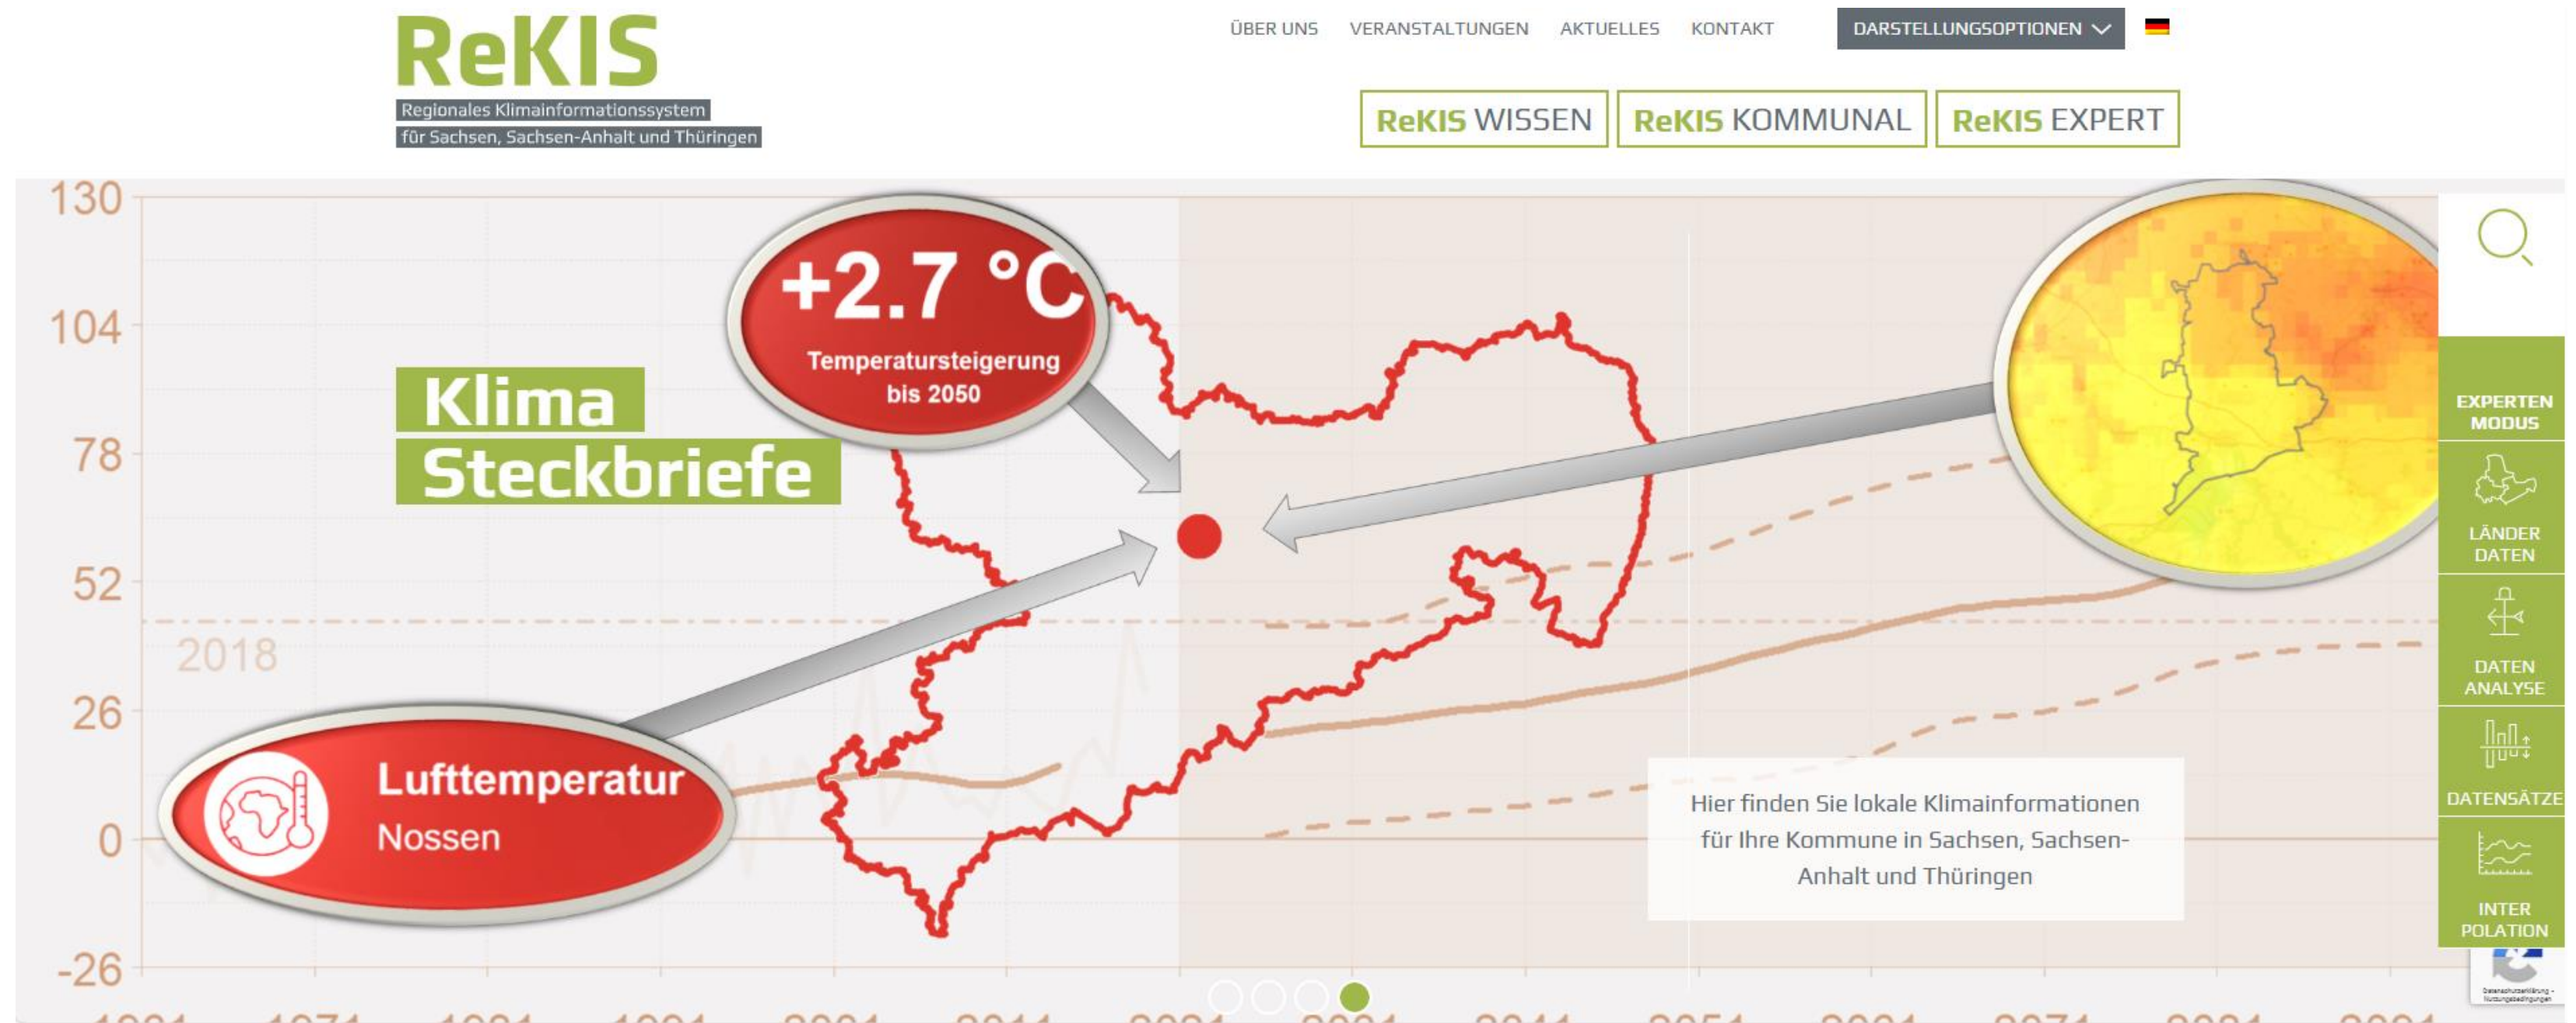 ReKIS
Regionales Klimainformationssystem
für Sachsen, Sachsen-Anhalt und Thüringen
ÜBER UNS
VERANSTALTUNGEN
AKTUELLES
KONTAKT
DARSTELLUNGSOPTIONEN
ReKIS WISSEN
ReKIS KOMMUNAL
ReKIS EXPERT
130
104
78
52
26
0
-26
2018
+2.7 °C
Temperatursteigerung
bis 2050
Klima
Steckbriefe
Lufttemperatur
Nossen
Hier finden Sie lokale Klimainformationen
für Ihre Kommune in Sachsen, Sachsen-
Anhalt und Thüringen
EXPERTEN
MODUS
LÄNDER
DATEN
DATEN
ANALYSE
DATENSÄTZE
INTER
POLATION
Datenschutzerklärung -
Nutzungsbedingungen